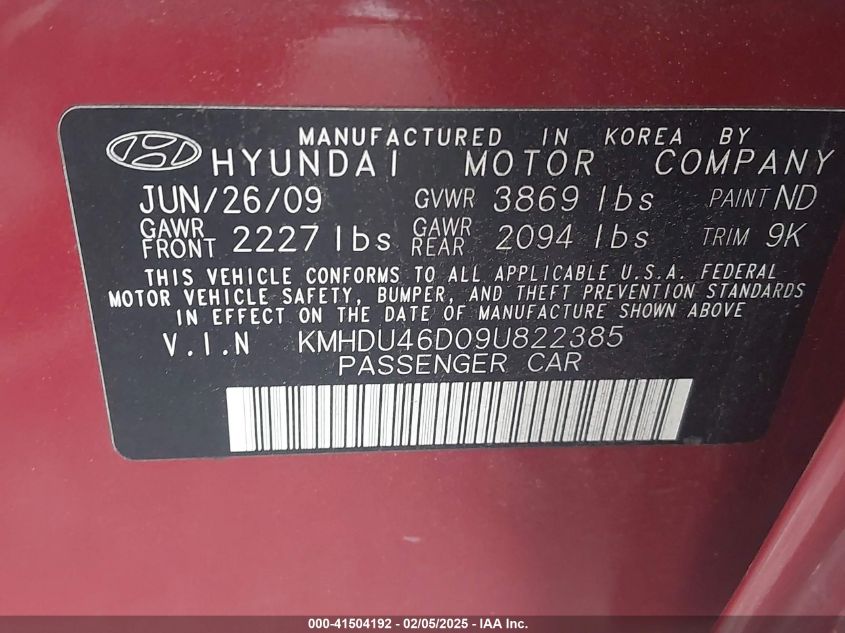 MANUFACTURED IN KOREA BY
HYUNDAI MOTOR COMPANY
JUN/26/09 GVWR 3869 lbs PAINT ND
GAWR FRONT 2227 lbs GAWR REAR 2094 lbs TRIM 9K
THIS VEHICLE CONFORMS TO ALL APPLICABLE U.S.A. FEDERAL
MOTOR VEHICLE SAFETY, BUMPER, AND THEFT PREVENTION STANDARDS
IN EFFECT ON THE DATE OF MANUFACTURE SHOWN ABOVE
V.I.N KMHDU46D09U822385
PASSENGER CAR
000-41504192 - 02/05/2025 - IAA Inc.